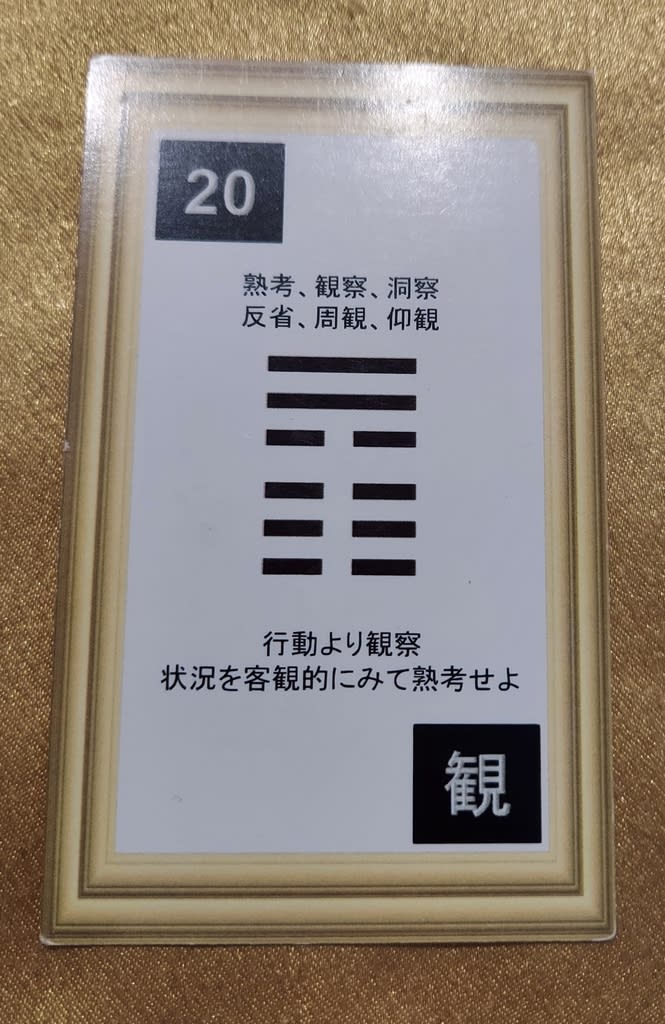 20
熟考、観察、洞察
反省、周観、仰観
行動より観察
状況を客観的にみて熟考せよ
観